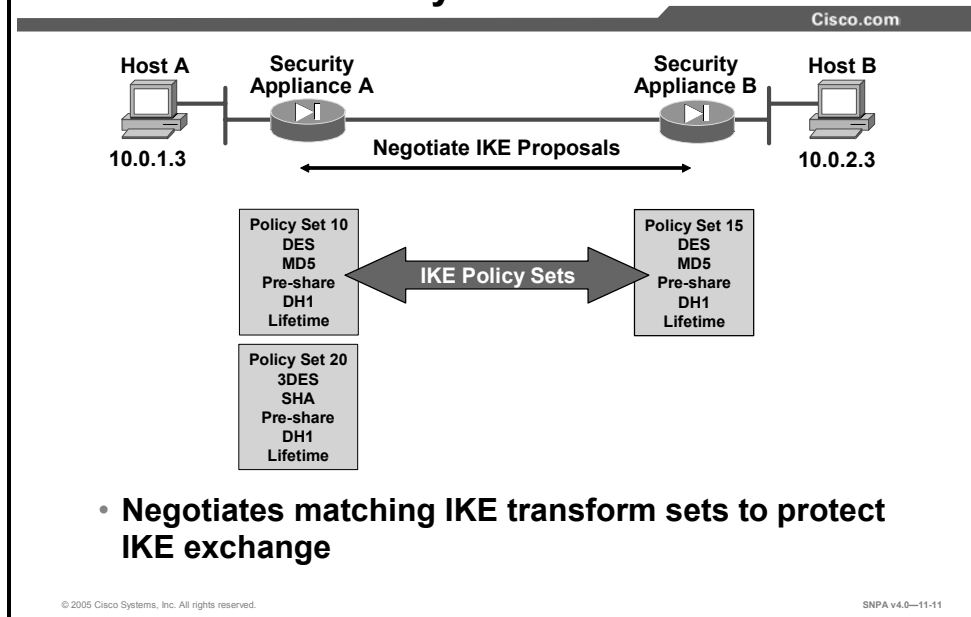 Cisco.com
Host A
Security
Appliance A
Security
Appliance B
Host B
10.0.1.3
Negotiate IKE Proposals
10.0.2.3
Policy Set 10
DES
MD5
Pre-share
DH1
Lifetime
IKE Policy Sets
Policy Set 15
DES
MD5
Pre-share
DH1
Lifetime
Policy Set 20
3DES
SHA
Pre-share
DH1
Lifetime
• Negotiates matching IKE transform sets to protect
IKE exchange
© 2005 Cisco Systems, Inc. All rights reserved.
SNPA v4.0—11-11